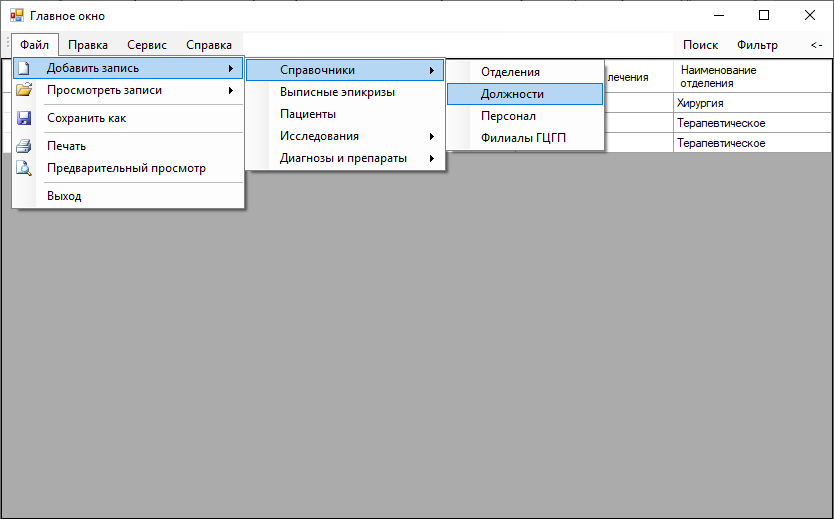 Главное окно
Файл Правка Сервис Справка Поиск Фильтр <-
Добавить запись
Просмотреть записи
Сохранить как
Печать
Предварительный просмотр
Выход
Справочники
Выписные эпикризы
Пациенты
Исследования
Диагнозы и препараты
Отделения
Должности
Персонал
Филиалы ГЦГП
лечения
Наименование
отделения
Хирургия
Терапевтическое
Терапевтическое